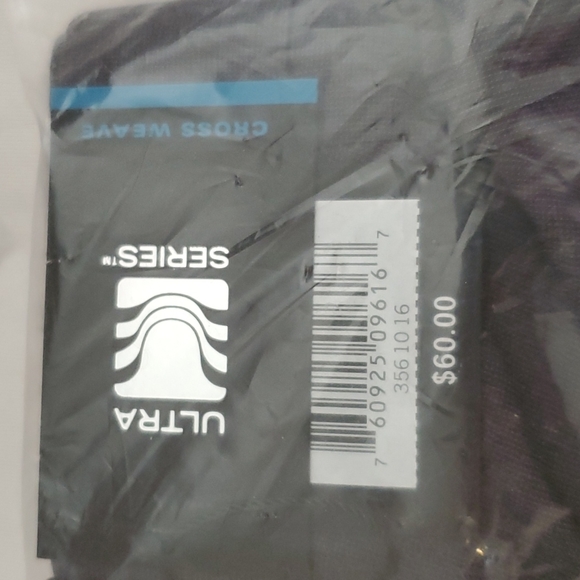 CROSS WEAVE
ULTRA
SERIES™
7 60925 09616 7
3561016
$60.00